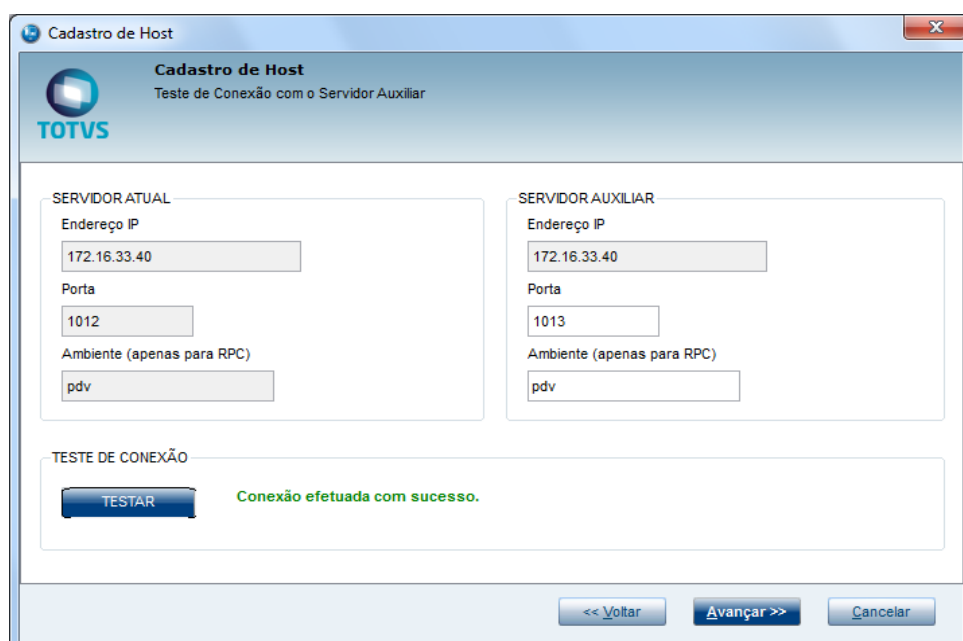 Cadastro de Host
Cadastro de Host
Teste de Conexão com o Servidor Auxiliar
TOTVS
SERVIDOR ATUAL
Endereço IP
172.16.33.40
Porta
1012
Ambiente (apenas para RPC)
pdv
SERVIDOR AUXILIAR
Endereço IP
172.16.33.40
Porta
1013
Ambiente (apenas para RPC)
pdv
TESTE DE CONEXÃO
TESTAR
Conexão efetuada com sucesso.
<< Voltar
Avançar >>
Cancelar